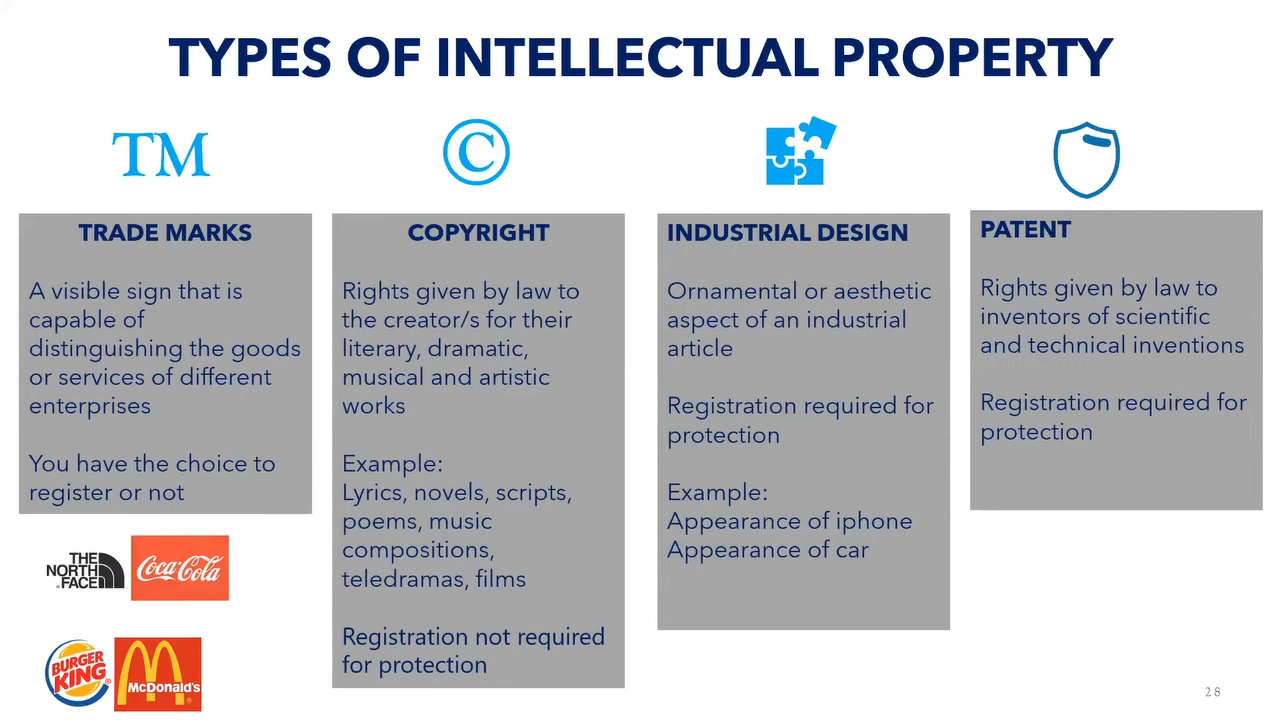 TYPES OF INTELLECTUAL PROPERTY
TM
©
TRADE MARKS
A visible sign that is
capable of
distinguishing the goods
or services of different
enterprises
You have the choice to
register or not
THE
NORTH
FACE
Coca-Cola
BURGER
KING
®
McDonald's
®
COPYRIGHT
Rights given by law to
the creator/s for their
literary, dramatic,
musical and artistic
works
Example:
Lyrics, novels, scripts,
poems, music
compositions,
teledramas, films
Registration not required
for protection
INDUSTRIAL DESIGN
Ornamental or aesthetic
aspect of an industrial
article
Registration required for
protection
Example:
Appearance of iphone
Appearance of car
PATENT
Rights given by law to
inventors of scientific
and technical inventions
Registration required for
protection
28